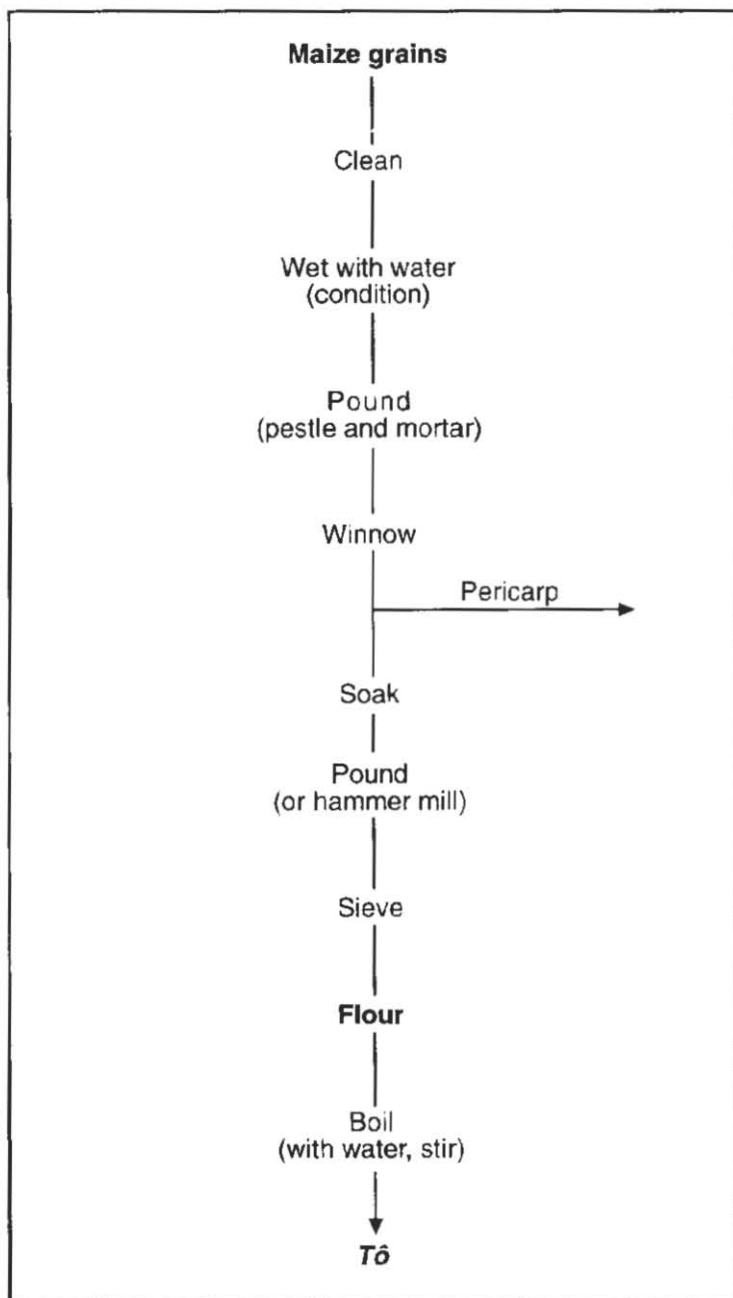 Maize grains
Clean
Wet with water
(condition)
Pound
(pestle and mortar)
Winnow
Pericarp
Soak
Pound
(or hammer mill)
Sieve
Flour
Boil
(with water, stir)
Tô